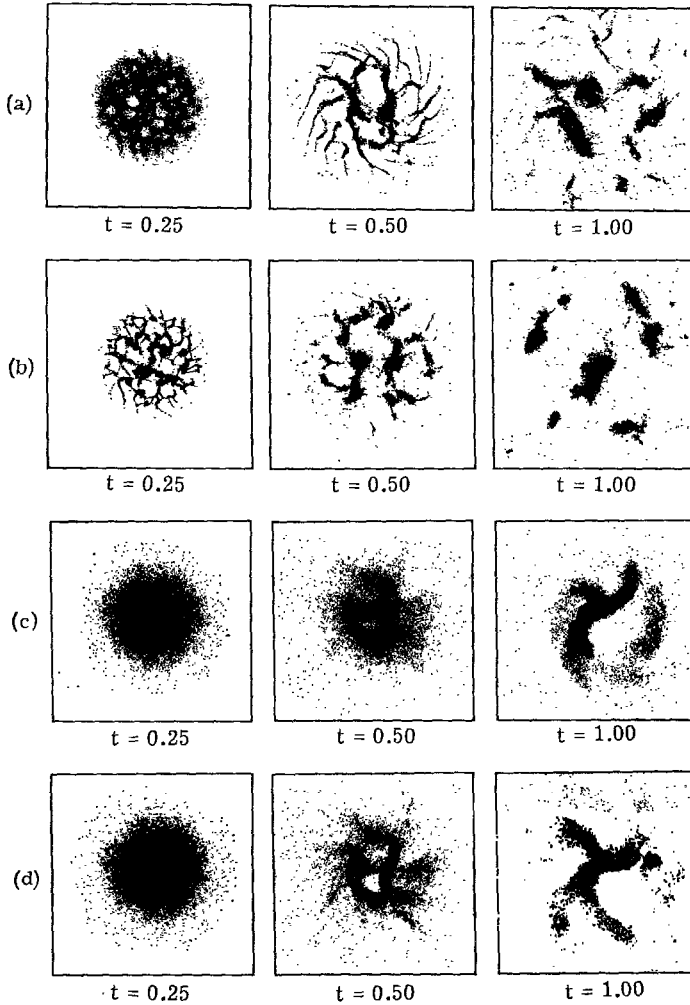 (a)
t = 0.25 t = 0.50 t = 1.00
(b)
t = 0.25 t = 0.50 t = 1.00
(c)
t = 0.25 t = 0.50 t = 1.00
(d)
t = 0.25 t = 0.50 t = 1.00